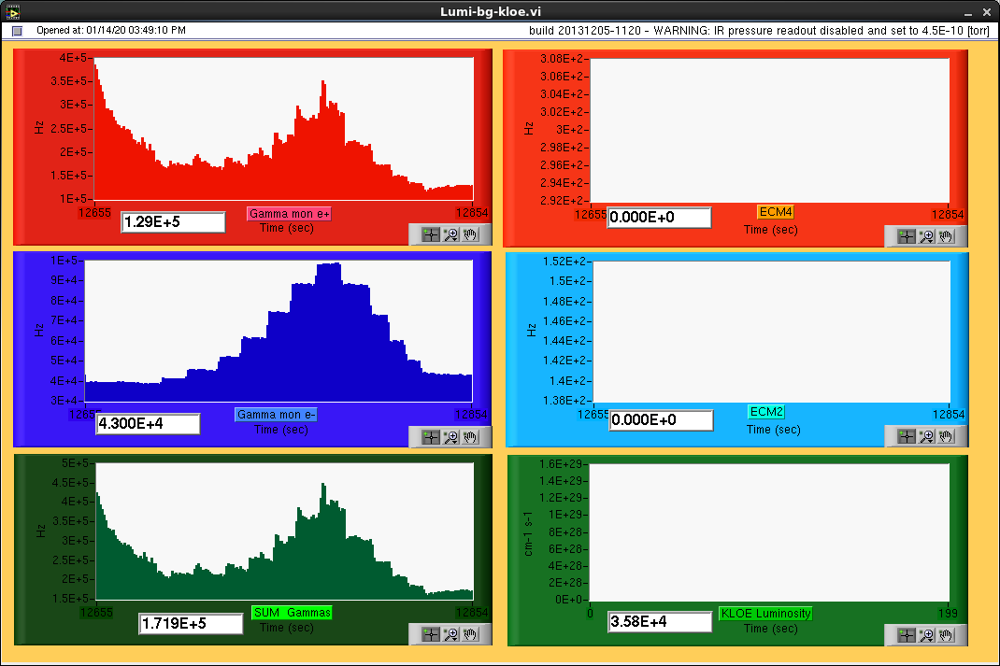 Lumi-bg-kloe.vi
Opened at: 01/14/20 03:49:10 PM
build 20131205-1120 - WARNING: IR pressure readout disabled and set to 4.5E-10 [torr]
4E+5
3.5E+5
3E+5
2.5E+5
2E+5
1.5E+5
1E+5
Hz
12655
12854
1.29E+5
Gamma mon e+
Time (sec)
3.08E+2
3.06E+2
3.04E+2
3.02E+2
3E+2
2.98E+2
2.96E+2
2.94E+2
2.92E+2
Hz
12655
12854
0.000E+0
ECM4
Time (sec)
1E+5
9E+4
8E+4
7E+4
6E+4
5E+4
4E+4
3E+4
Hz
12854
4.300E+4
Gamma mon e-
Time (sec)
1.52E+2
1.5E+2
1.48E+2
1.46E+2
1.44E+2
1.42E+2
1.4E+2
1.38E+2
Hz
12655
12854
0.000E+0
ECM2
Time (sec)
5E+5
4.5E+5
4E+5
3.5E+5
3E+5
2.5E+5
2E+5
1.5E+5
Hz
12655
12854
1.719E+5
SUM Gammas
Time (sec)
1.6E+29
1.4E+29
1.2E+29
1E+29
8E+28
6E+28
4E+28
2E+28
0E+0
cm-1 s-1
0
199
3.58E+4
KLOE Luminosity
Time (sec)